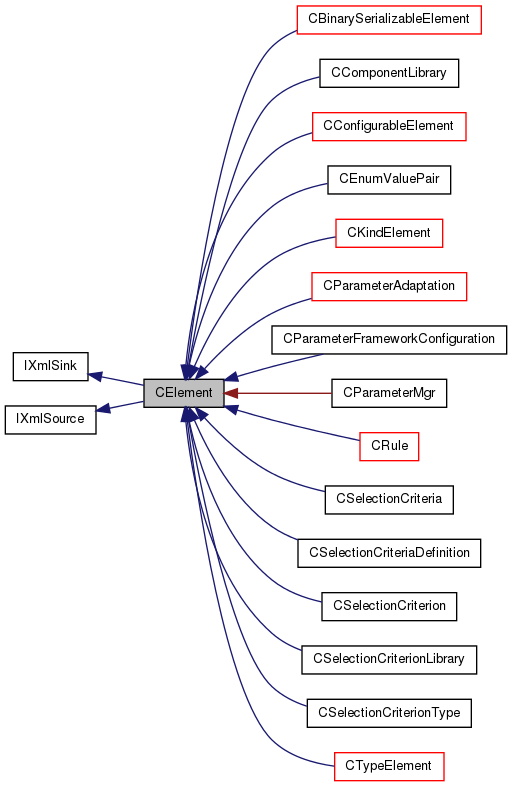 CBinarySerializableElement
CComponentLibrary
CConfigurableElement
CEnumValuePair
CKindElement
CParameterAdaptation
CParameterFrameworkConfiguration
IXmlSink
CElement
CParameterMgr
IXmlSource
CRule
CSelectionCriteria
CSelectionCriteriaDefinition
CSelectionCriterion
CSelectionCriterionLibrary
CSelectionCriterionType
CTypeElement